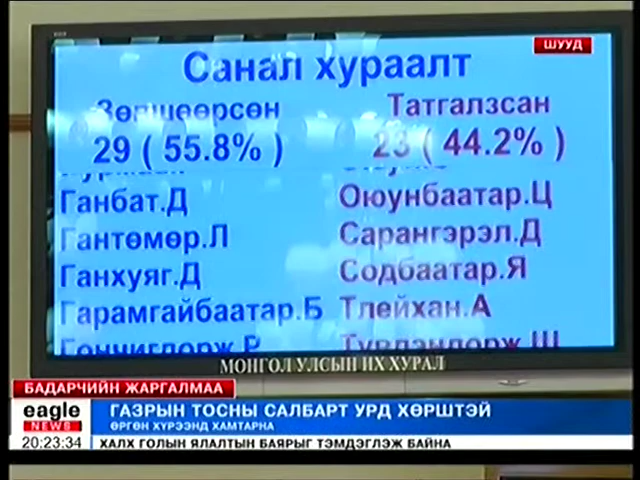 ШУУД
Санал хураалт
Зөвшөөрсөн Татгалзсан
29 ( 55.8% ) 23 ( 44.2% )
Ганбат.Д Оюунбаатар.Ц
Гантөмөр.Л Сарангэрэл.Д
Ганхуяг.Д Содбаатар.Я
Гарамгайбаатар.Б Тлейхан.А
Гончигдорж.Р Түвдэндорж.Ш
МОНГОЛ УЛСЫН ИХ ХУРАЛ
БАДАРЧИЙН ЖАРГАЛМАА
eagle ГАЗРЫН ТОСНЫ САЛБАРТ УРД ХӨРШТЭЙ
NEWS ӨРГӨН ХҮРЭЭНД ХАМТАРНА
20:23:34 ХАЛХ ГОЛЫН ЯЛАЛТЫН БАЯРЫГ ТЭМДЭГЛЭЖ БАЙНА